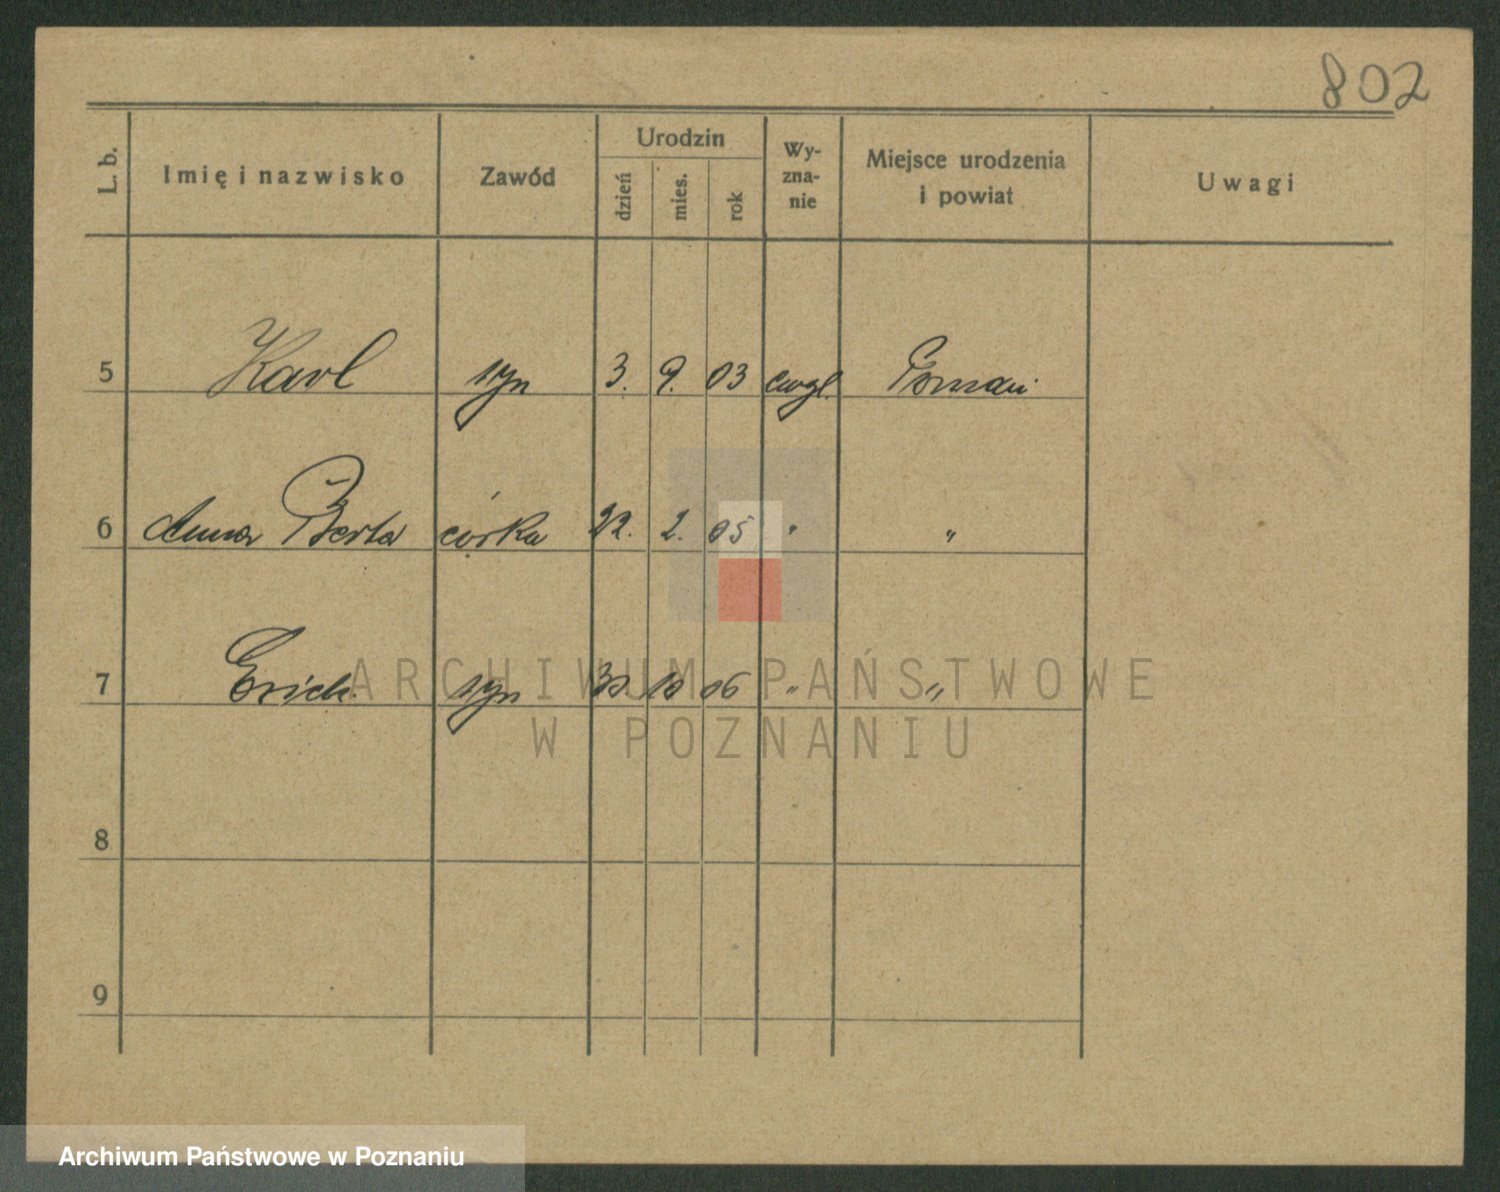 802
L. b.
Imię i nazwisko
Zawód
Urodzin
dzień
mies.
rok
Wy-
zna-
nie
Miejsce urodzenia
i powiat
Uwagi
5 Karl syn 3. 9. 03 ewgl. Poznań
6 Anna Berta córka 22. 2. 05 " "
7 Erich syn 10 06 " "
8
9
ARCHIWUM PAŃSTWOWE
W POZNANIU
Archiwum Państwowe w Poznaniu